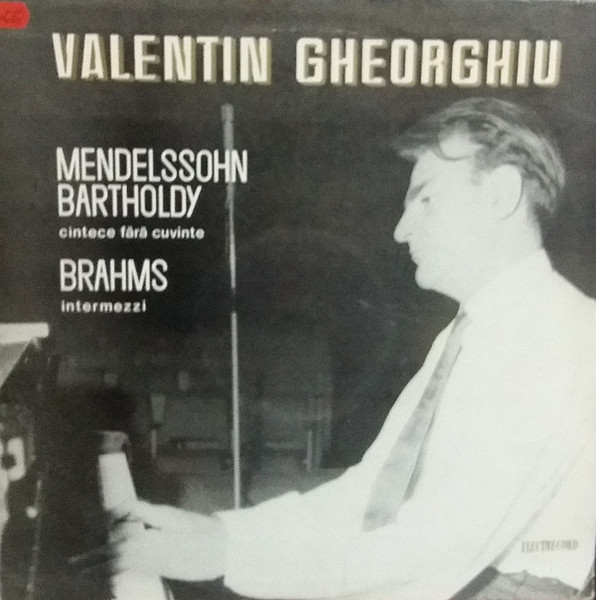 VALENTIN GHEORGHIU
MENDELSSOHN
BARTHOLDY
cintece fără cuvinte
BRAHMS
intermezzi
ELECTRECORD